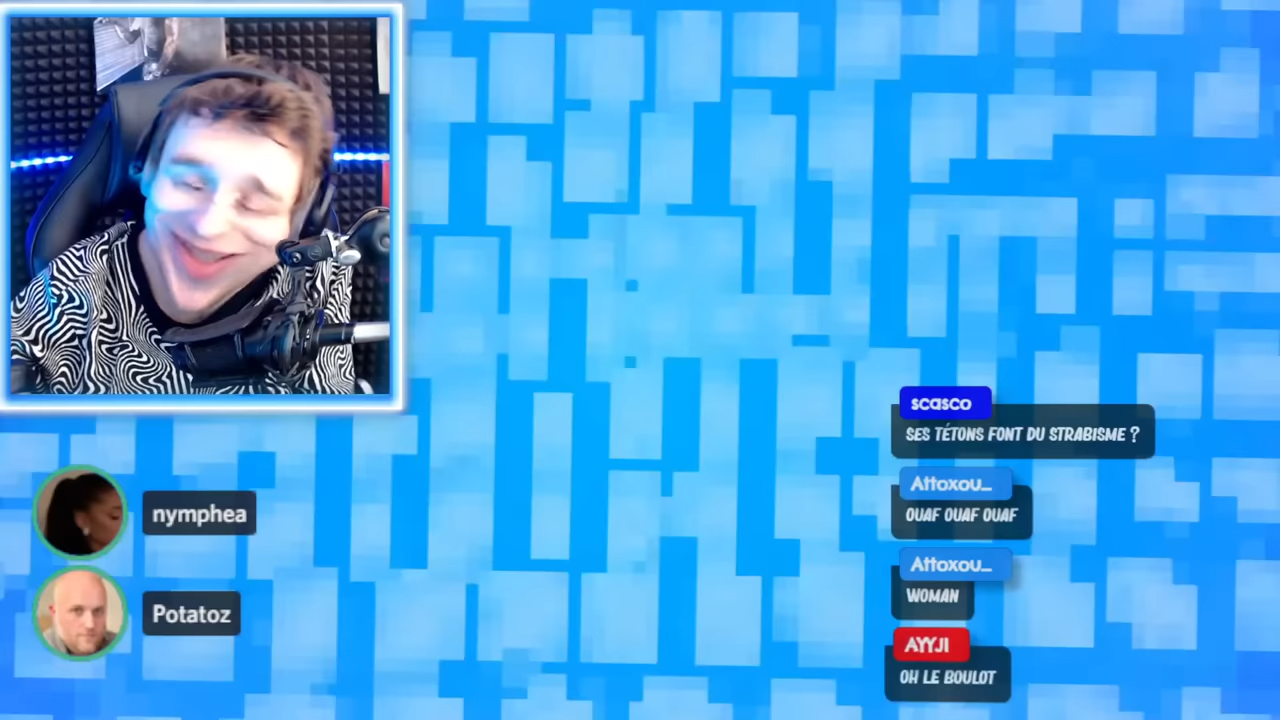 nymphea
Potatoz
scasco
SES TÉTONS FONT DU STRABISME ?
Attoxou_
OUAF OUAF OUAF
Attoxou_
WOMAN
AYYJI
OH LE BOULOT